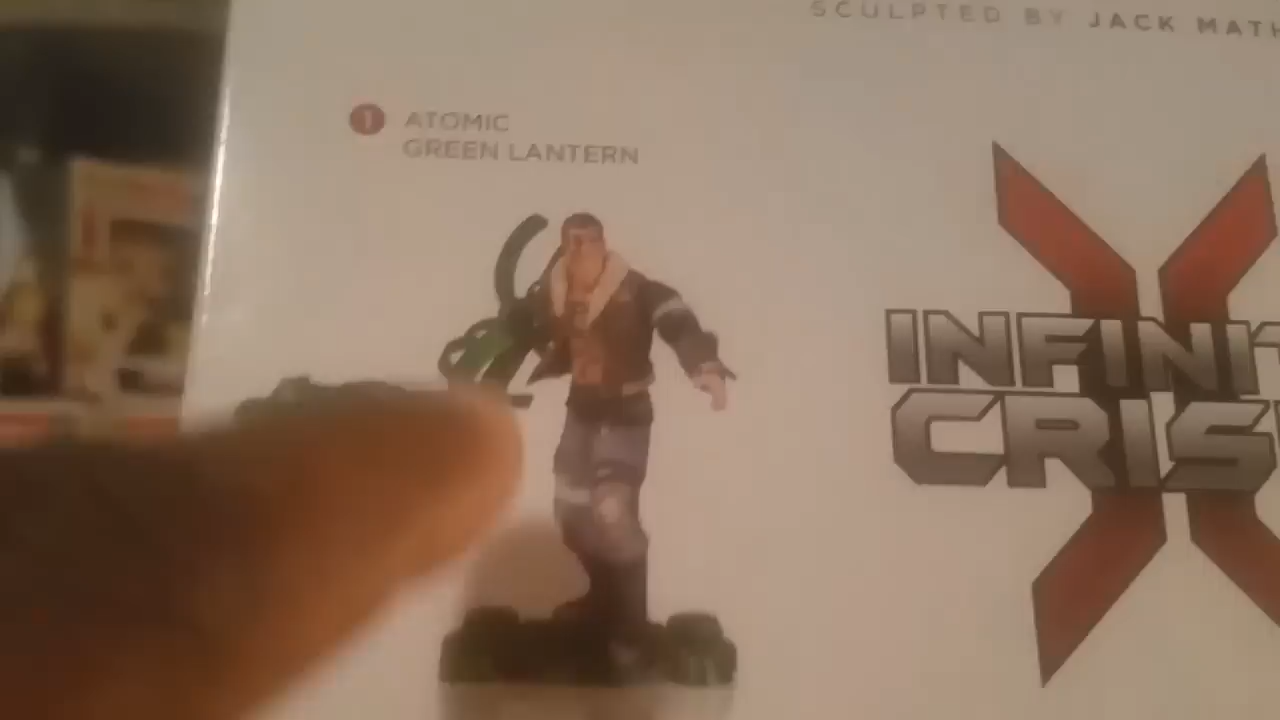 SCULPTED BY JACK MATH
1 ATOMIC
GREEN LANTERN
INFINIT
CRIS